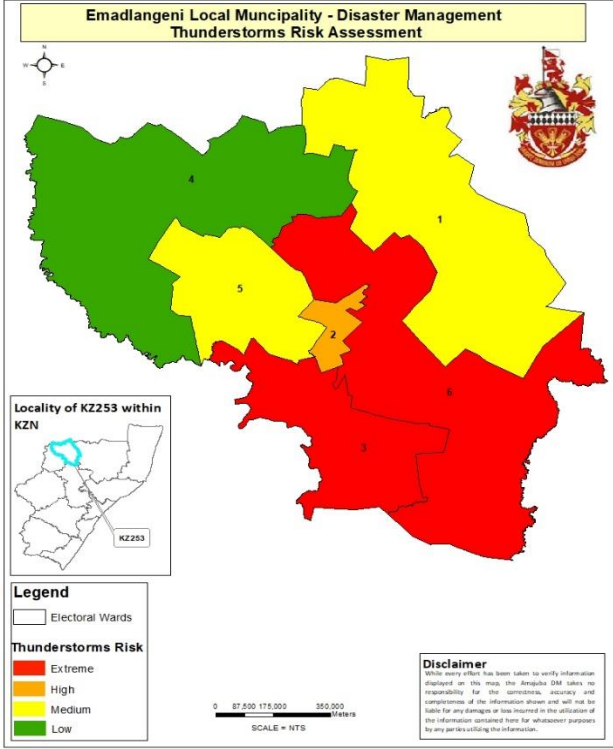 Emadlangeni Local Muncipality - Disaster Management
Thunderstorms Risk Assessment
N
W E
S
4
1
5
2
6
3
Locality of KZ253 within
KZN
KZ253
Legend
Electoral Wards
Thunderstorms Risk
Extreme
High
Medium
Low
0 87,500 175,000 350,000
Meters
SCALE = NTS
Disclaimer
While every effort has been taken to verify information
displayed on this map, the Amajuba DM takes no
responsibility for the correctness, accuracy and
completeness of the information shown and will not be
liable for any damages or loss incurred in the utilization of
the information contained here for whatsoever purposes
by any parties utilizing the information.